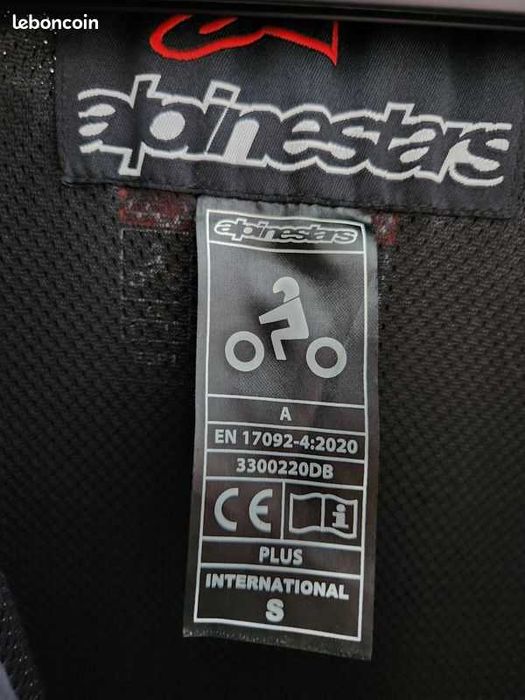 leboncoin
alpinestars
alpinestars
A
EN 17092-4:2020
3300220DB
CE i
PLUS
INTERNATIONAL
S